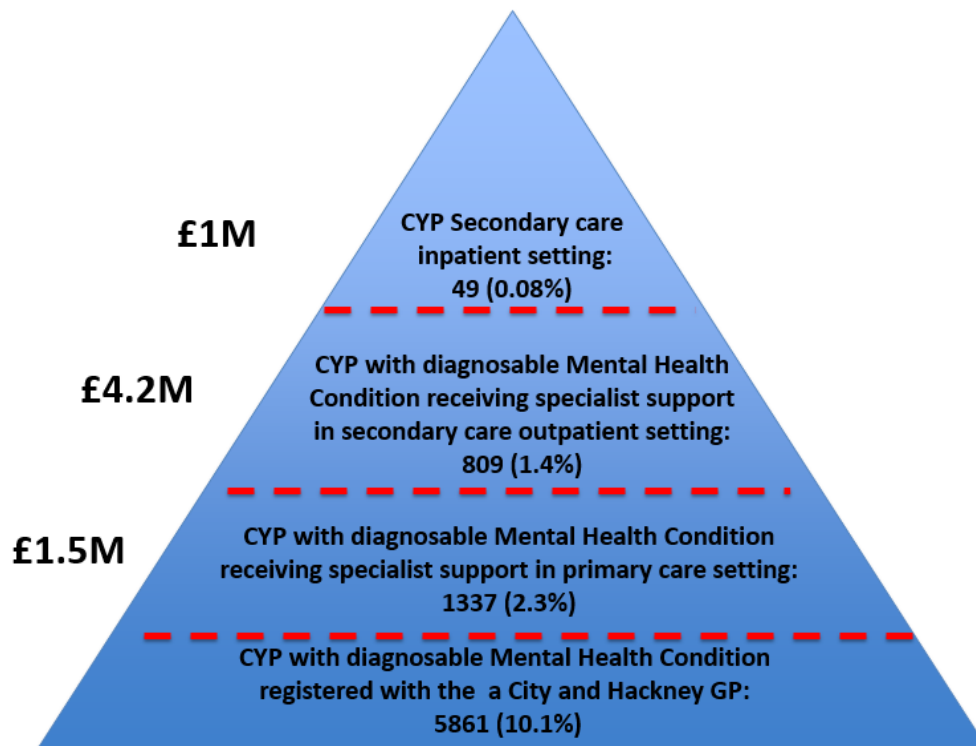 £1M
CYP Secondary care
inpatient setting:
49 (0.08%)
£4.2M
CYP with diagnosable Mental Health
Condition receiving specialist support
in secondary care outpatient setting:
809 (1.4%)
£1.5M
CYP with diagnosable Mental Health Condition
receiving specialist support in primary care setting:
1337 (2.3%)
CYP with diagnosable Mental Health Condition
registered with the a City and Hackney GP:
5861 (10.1%)